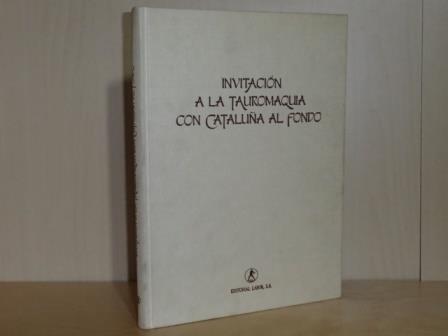 INVITACIÓN
A LA TAUROMAQUIA
CON CATALUÑA AL FONDO
EDITORIAL LABOR, S.A.